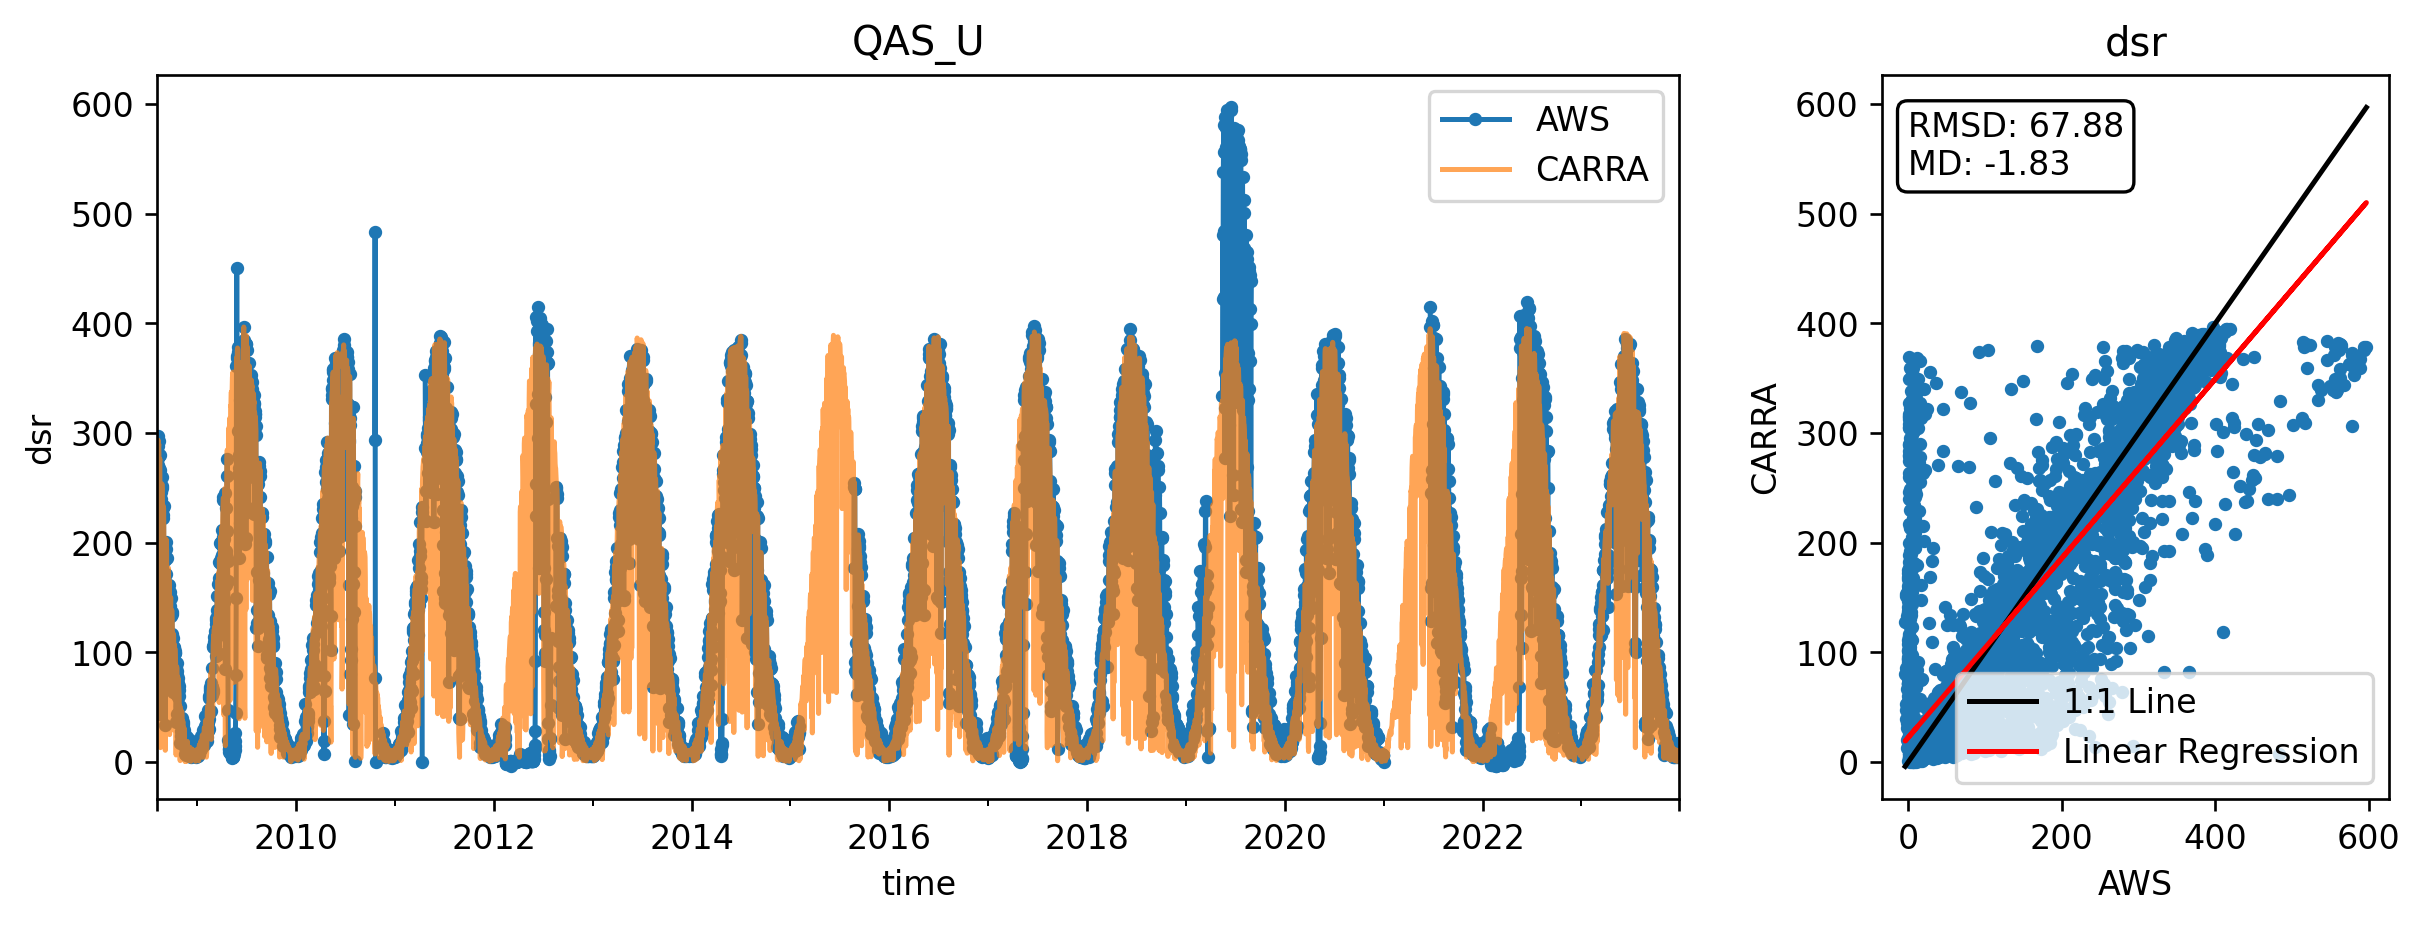 QAS_U
dsr
600
500
400
300
200
100
0
2010 2012 2014 2016 2018 2020 2022
time
AWS
CARRA
dsr
CARRA
600
500
400
300
200
100
0
0 200 400 600
AWS
RMSD: 67.88
MD: -1.83
1:1 Line
Linear Regression